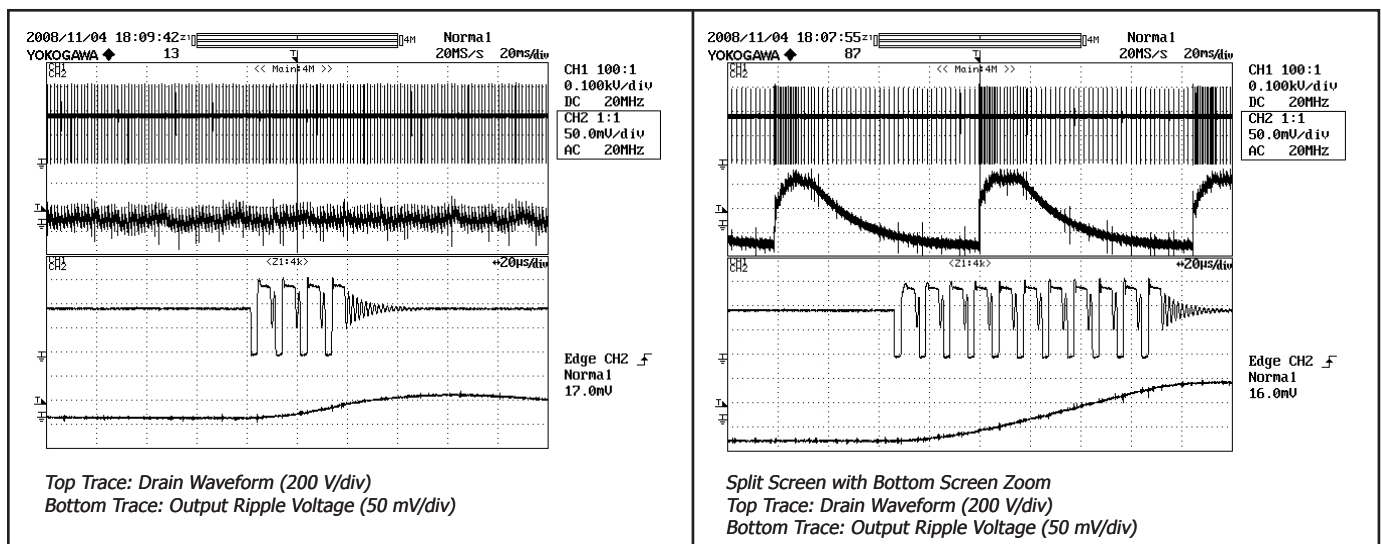 2008/11/04 18:09:42 Z1 4M Normal
YOKOGAWA ◆ 13 T 20MS/s 20ms/div
CH1
CH2
<< Main:4M >>
CH1 100:1
0.100kV/div
DC 20MHz
CH2 1:1
50.0mV/div
AC 20MHz
T
CH1
CH2
<Z1:4k>
20µs/div
T
Edge CH2
Normal
17.0mV
Top Trace: Drain Waveform (200 V/div)
Bottom Trace: Output Ripple Voltage (50 mV/div)
2008/11/04 18:07:55 Z1 4M Normal
YOKOGAWA ◆ 87 T 20MS/s 20ms/div
CH1
CH2
<< Main:4M >>
CH1 100:1
0.100kV/div
DC 20MHz
CH2 1:1
50.0mV/div
AC 20MHz
T
CH1
CH2
<Z1:4k>
20µs/div
T
Edge CH2
Normal
16.0mV
Split Screen with Bottom Screen Zoom
Top Trace: Drain Waveform (200 V/div)
Bottom Trace: Output Ripple Voltage (50 mV/div)